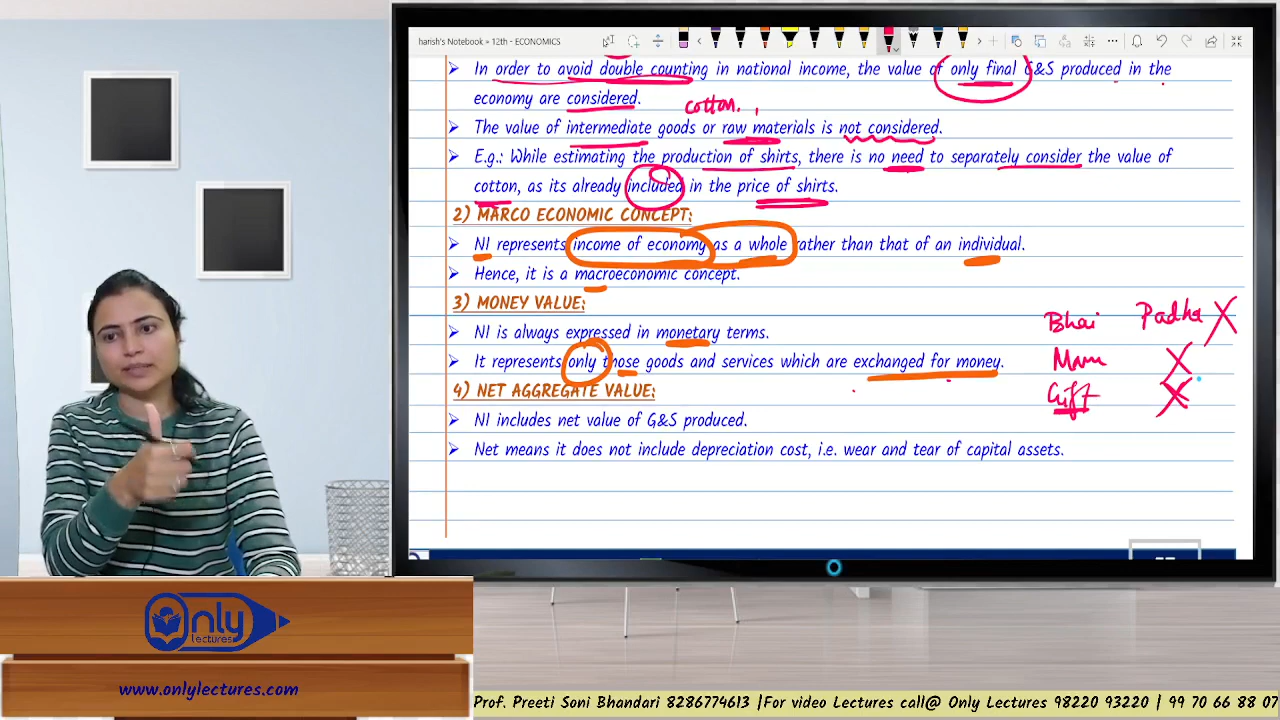 harish's Notebook » 12th - ECONOMICS
➤ In order to avoid double counting in national income, the value of only final G&S produced in the
economy are considered.
cotton.
➤ The value of intermediate goods or raw materials is not considered.
➤ E.g.: While estimating the production of shirts, there is no need to separately consider the value of
cotton, as its already included in the price of shirts.
2) MARCO ECONOMIC CONCEPT:
➤ NI represents income of economy as a whole rather than that of an individual.
➤ Hence, it is a macroeconomic concept.
3) MONEY VALUE:
➤ NI is always expressed in monetary terms.
➤ It represents only those goods and services which are exchanged for money.
Bhai Padha X
Mam X
Gift X
4) NET AGGREGATE VALUE:
➤ NI includes net value of G&S produced.
➤ Net means it does not include depreciation cost, i.e. wear and tear of capital assets.
Only
lectures
www.onlylectures.com
Prof. Preeti Soni Bhandari 8286774613 |For video Lectures call@ Only Lectures 98220 93220 | 99 70 66 88 07